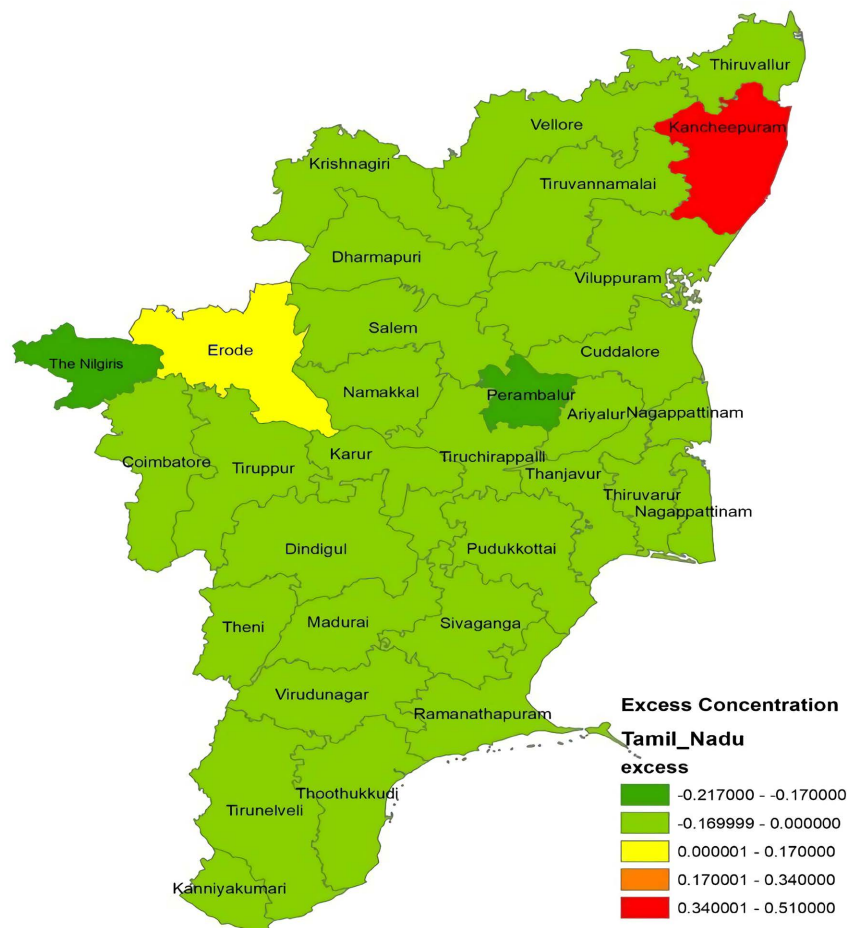 Thiruvallur
Kancheepuram
Vellore
Krishnagiri
Tiruvannamalai
Dharmapuri
Viluppuram
Salem
Erode
Cuddalore
The Nilgiris
Namakkal
Perambalur
Ariyalur
Nagappattinam
Karur
Tiruchirappalli
Coimbatore
Tiruppur
Thanjavur
Thiruvarur
Nagappattinam
Dindigul
Pudukkottai
Theni
Madurai
Sivaganga
Virudunagar
Ramanathapuram
Thoothukkudi
Tirunelveli
Kanniyakumari
Excess Concentration
Tamil_Nadu
excess
-0.217000 - -0.170000
-0.169999 - 0.000000
0.000001 - 0.170000
0.170001 - 0.340000
0.340001 - 0.510000